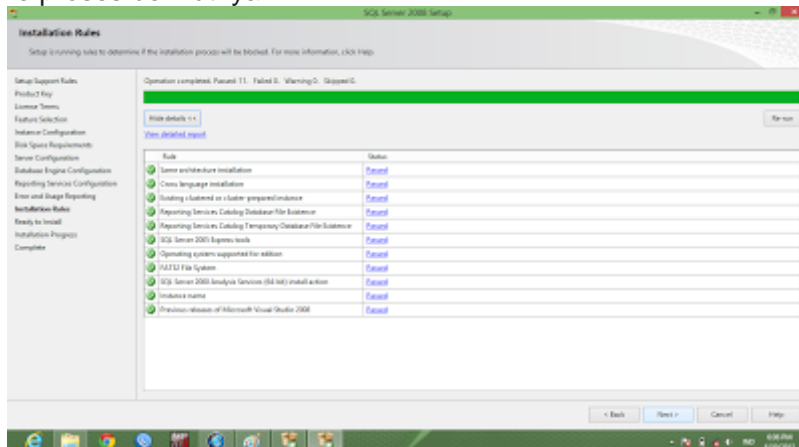 SQL Server 2008 Setup
Installation Rules
Setup is running rules to determine if the installation process will be blocked. For more information, click Help.
Setup Support Rules
Product Key
License Terms
Feature Selection
Instance Configuration
Disk Space Requirements
Server Configuration
Database Engine Configuration
Reporting Services Configuration
Error and Usage Reporting
Installation Rules
Ready to Install
Installation Progress
Complete
Operation completed. Passed: 11. Failed 0. Warning 0. Skipped 0.
Hide details <<
Re-run
View detailed report
Rule Status
Same architecture installation Passed
Cross language installation Passed
Existing clustered or cluster-prepared instance Passed
Reporting Services Catalog Database File Existence Passed
Reporting Services Catalog Temporary Database File Existence Passed
SQL Server 2005 Express tools Passed
Operating system supported for edition Passed
FAT32 File System Passed
SQL Server 2000 Analysis Services (64-bit) install action Passed
Instance name Passed
Previous releases of Microsoft Visual Studio 2008 Passed
< Back Next > Cancel Help